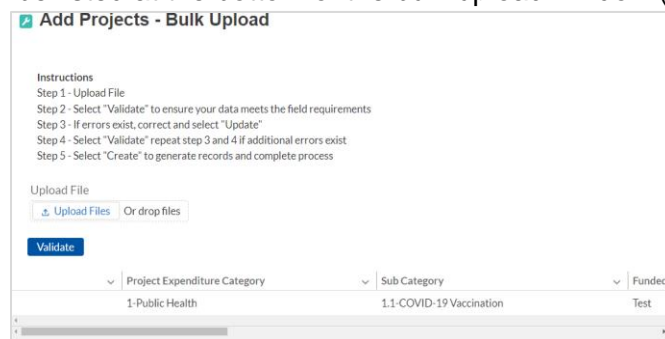 Add Projects - Bulk Upload
Instructions
Step 1 - Upload File
Step 2 - Select "Validate" to ensure your data meets the field requirements
Step 3 - If errors exist, correct and select "Update"
Step 4 - Select "Validate" repeat step 3 and 4 if additional errors exist
Step 5 - Select "Create" to generate records and complete process
Upload File
Upload Files Or drop files
Validate
Project Expenditure Category Sub Category Funded
1-Public Health 1.1-COVID-19 Vaccination Test